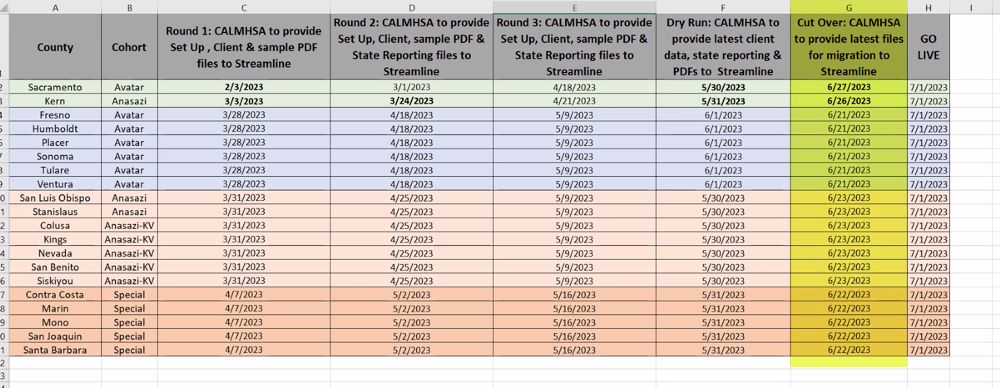 A B C D E F G H I
County Cohort Round 1: CALMHSA to provide Set Up , Client & sample PDF files to Streamline Round 2: CALMHSA to provide Set Up, Client, sample PDF & State Reporting files to Streamline Round 3: CALMHSA to provide Set Up, Client, sample PDF & State Reporting files to Streamline Dry Run: CALMHSA to provide latest client data, state reporting & PDFs to Streamline Cut Over: CALMHSA to provide latest files for migration to Streamline GO LIVE
Sacramento Avatar 2/3/2023 3/1/2023 4/18/2023 5/30/2023 6/27/2023 7/1/2023
Kern Anasazi 3/3/2023 3/24/2023 4/21/2023 5/31/2023 6/26/2023 7/1/2023
Fresno Avatar 3/28/2023 4/18/2023 5/9/2023 6/1/2023 6/21/2023 7/1/2023
Humboldt Avatar 3/28/2023 4/18/2023 5/9/2023 6/1/2023 6/21/2023 7/1/2023
Placer Avatar 3/28/2023 4/18/2023 5/9/2023 6/1/2023 6/21/2023 7/1/2023
Sonoma Avatar 3/28/2023 4/18/2023 5/9/2023 6/1/2023 6/21/2023 7/1/2023
Tulare Avatar 3/28/2023 4/18/2023 5/9/2023 6/1/2023 6/21/2023 7/1/2023
Ventura Avatar 3/28/2023 4/18/2023 5/9/2023 6/1/2023 6/21/2023 7/1/2023
San Luis Obispo Anasazi 3/31/2023 4/25/2023 5/9/2023 5/30/2023 6/23/2023 7/1/2023
Stanislaus Anasazi 3/31/2023 4/25/2023 5/9/2023 5/30/2023 6/23/2023 7/1/2023
Colusa Anasazi-KV 3/31/2023 4/25/2023 5/9/2023 5/30/2023 6/23/2023 7/1/2023
Kings Anasazi-KV 3/31/2023 4/25/2023 5/9/2023 5/30/2023 6/23/2023 7/1/2023
Nevada Anasazi-KV 3/31/2023 4/25/2023 5/9/2023 5/30/2023 6/23/2023 7/1/2023
San Benito Anasazi-KV 3/31/2023 4/25/2023 5/9/2023 5/30/2023 6/23/2023 7/1/2023
Siskiyou Anasazi-KV 3/31/2023 4/25/2023 5/9/2023 5/30/2023 6/23/2023 7/1/2023
Contra Costa Special 4/7/2023 5/2/2023 5/16/2023 5/31/2023 6/22/2023 7/1/2023
Marin Special 4/7/2023 5/2/2023 5/16/2023 5/31/2023 6/22/2023 7/1/2023
Mono Special 4/7/2023 5/2/2023 5/16/2023 5/31/2023 6/22/2023 7/1/2023
San Joaquin Special 4/7/2023 5/2/2023 5/16/2023 5/31/2023 6/22/2023 7/1/2023
Santa Barbara Special 4/7/2023 5/2/2023 5/16/2023 5/31/2023 6/22/2023 7/1/2023